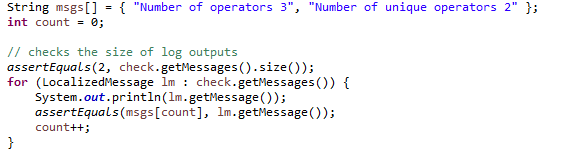 String msgs[] = { "Number of operators 3", "Number of unique operators 2" };
int count = 0;

// checks the size of log outputs
assertEquals(2, check.getMessages().size());
for (LocalizedMessage lm : check.getMessages()) {
    System.out.println(lm.getMessage());
    assertEquals(msgs[count], lm.getMessage());
    count++;
}